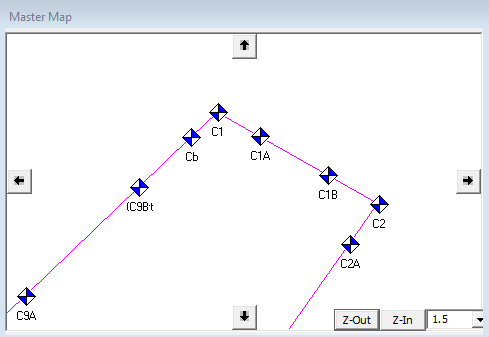 Master Map
C1
Cb
C1A
(C9Bt
C1B
C2
C2A
C9A
Z-Out
Z-In
1.5